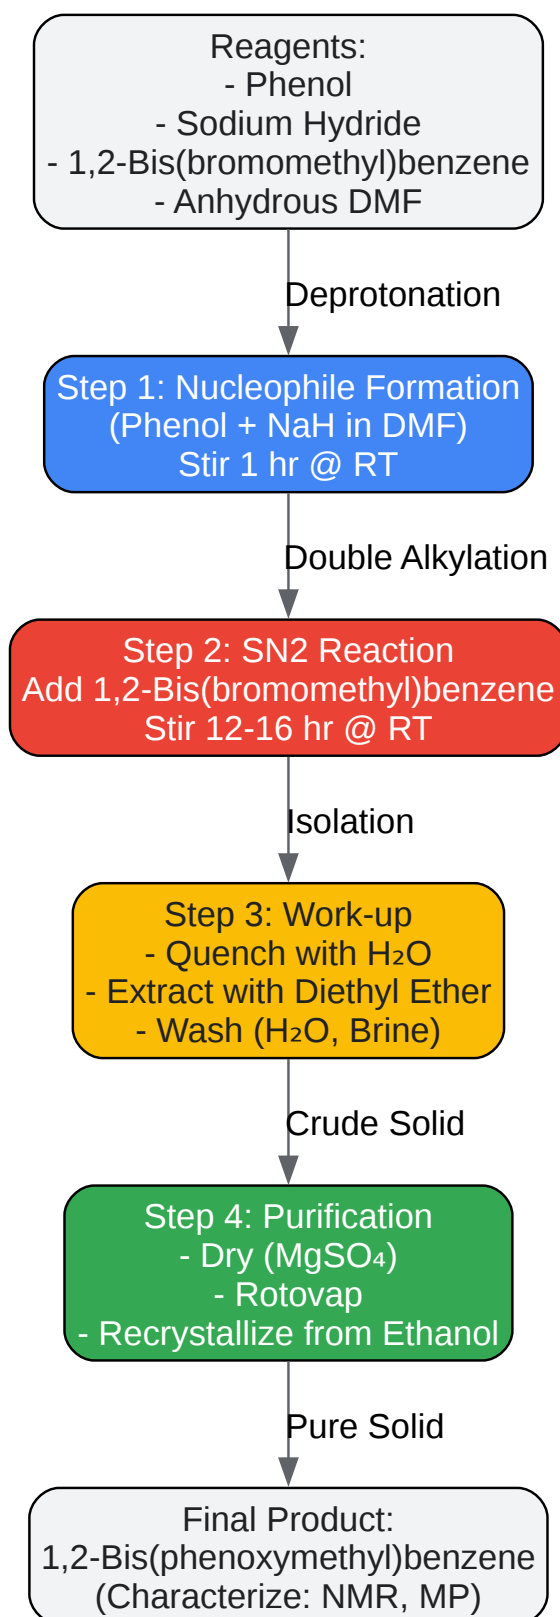 Reagents:
- Phenol
- Sodium Hydride
- 1,2-Bis(bromomethyl)benzene
- Anhydrous DMF
Deprotonation
Step 1: Nucleophile Formation
(Phenol + NaH in DMF)
Stir 1 hr @ RT
Double Alkylation
Step 2: SN2 Reaction
Add 1,2-Bis(bromomethyl)benzene
Stir 12-16 hr @ RT
Isolation
Step 3: Work-up
- Quench with H₂O
- Extract with Diethyl Ether
- Wash (H₂O, Brine)
Crude Solid
Step 4: Purification
- Dry (MgSO₄)
- Rotovap
- Recrystallize from Ethanol
Pure Solid
Final Product:
1,2-Bis(phenoxymethyl)benzene
(Characterize: NMR, MP)